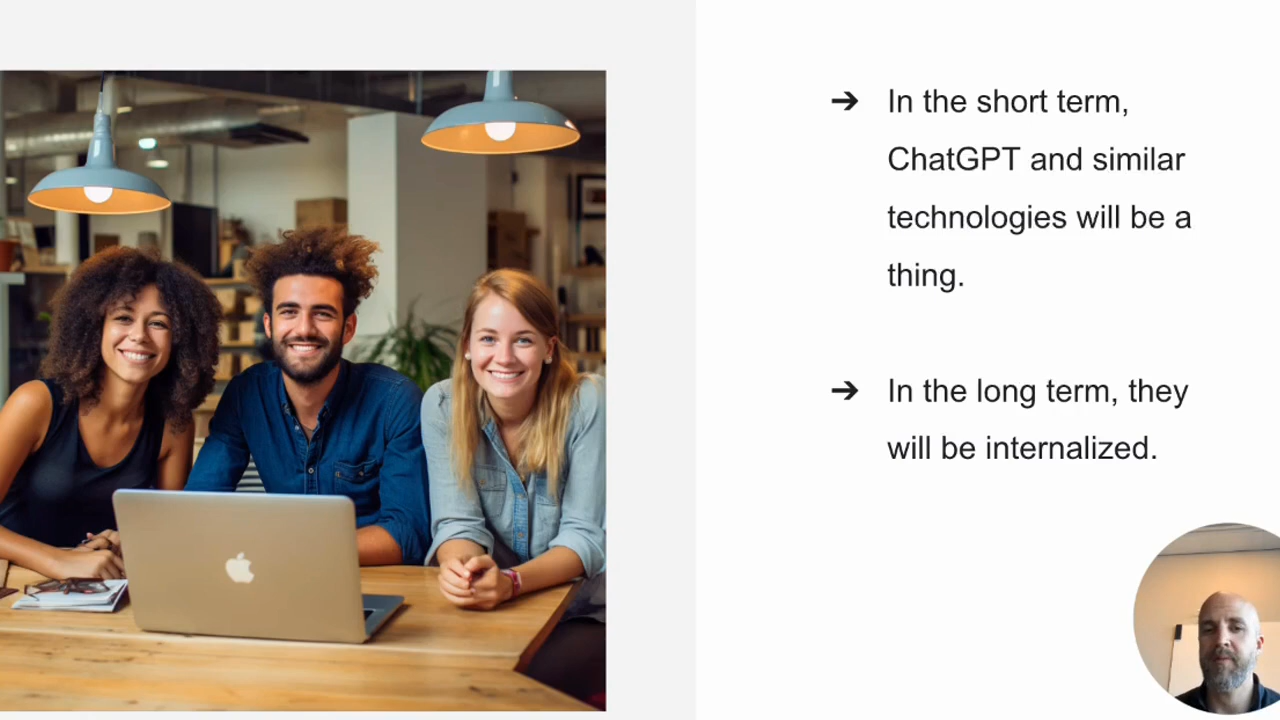 ➔ In the short term,
ChatGPT and similar
technologies will be a
thing.
➔ In the long term, they
will be internalized.